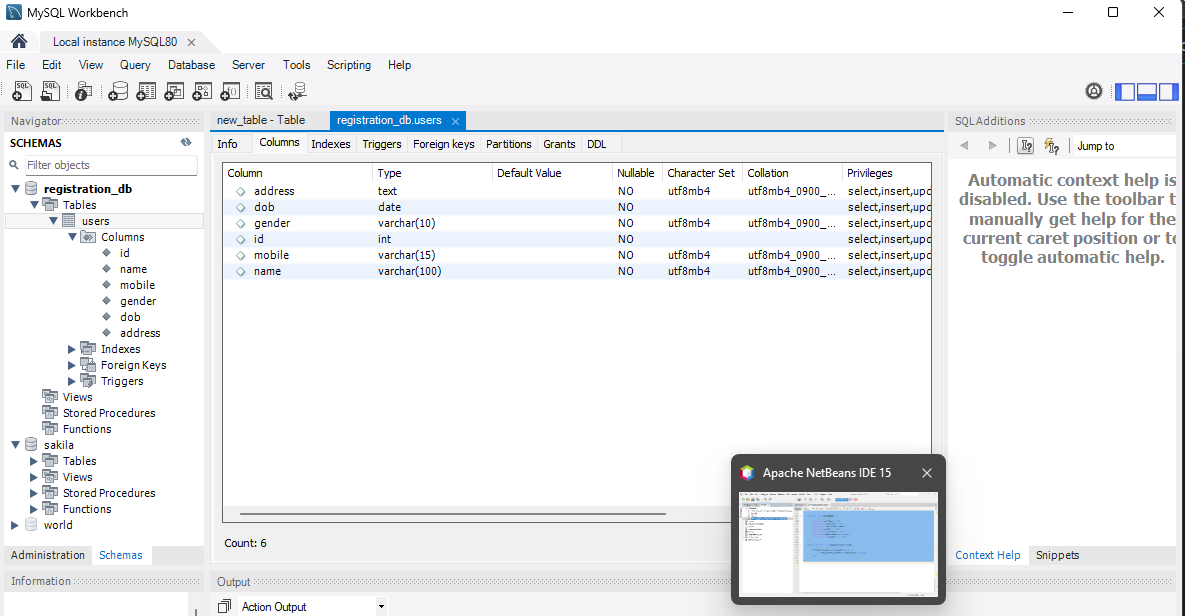 MySQL Workbench
Local instance MySQL80
File Edit View Query Database Server Tools Scripting Help
Navigator
SCHEMAS
Filter objects
registration_db
Tables
users
Columns
id
name
mobile
gender
dob
address
Indexes
Foreign Keys
Triggers
Views
Stored Procedures
Functions
sakila
Tables
Views
Stored Procedures
Functions
world
Administration Schemas
Information
new_table - Table registration_db.users
Info Columns Indexes Triggers Foreign keys Partitions Grants DDL
Column Type Default Value Nullable Character Set Collation Privileges
address text NO utf8mb4 utf8mb4_0900_... select,insert,upd
dob date NO select,insert,upd
gender varchar(10) NO utf8mb4 utf8mb4_0900_... select,insert,upd
id int NO select,insert,upd
mobile varchar(15) NO utf8mb4 utf8mb4_0900_... select,insert,upd
name varchar(100) NO utf8mb4 utf8mb4_0900_... select,insert,upd
Count: 6
Output
Action Output
SQLAdditions
Jump to
Automatic context help is
disabled. Use the toolbar t
manually get help for the
current caret position or to
toggle automatic help.
Context Help Snippets
Apache NetBeans IDE 15